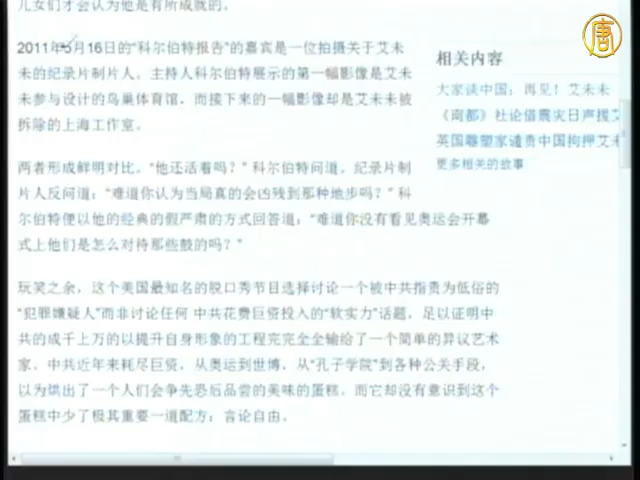 儿女们才会认为他是有所成就的。
2011年5月16日的“科尔伯特报告”的嘉宾是一位拍摄关于艾未
未的纪录片制片人。主持人科尔伯特展示的第一幅影像是艾未
未参与设计的鸟巢体育馆，而接下来的一幅影像却是艾未未被
拆除的上海工作室。
两者形成鲜明对比。“他还活着吗？”科尔伯特问道。纪录片制
片人反问道：“难道你认为当局真的会凶残到那种地步吗？”科
尔伯特便以他的经典的假严肃的方式回答道：“难道你没有看见奥运会开幕
式上他们是怎么对待那些鼓的吗？”
玩笑之余，这个美国最知名的脱口秀节目选择讨论一个被中共指责为低俗的
“犯罪嫌疑人”而非讨论任何 中共花费巨资投入的“软实力”话题，足以证明中
共的成千上万的以提升自身形象的工程完完全全输给了一个简单的异议艺术
家。中共近年来耗尽巨资，从奥运到世博，从“孔子学院”到各种公关手段，
以为烘出了一个人们会争先恐后品尝的美味的蛋糕。而它却没有意识到这个
蛋糕中少了极其重要一道配方：言论自由。
唐
相关内容
大家谈中国：再见！艾未未
《南都》社论借震灾日声援艾
英国雕塑家谴责中国拘押艾未
更多相关的故事